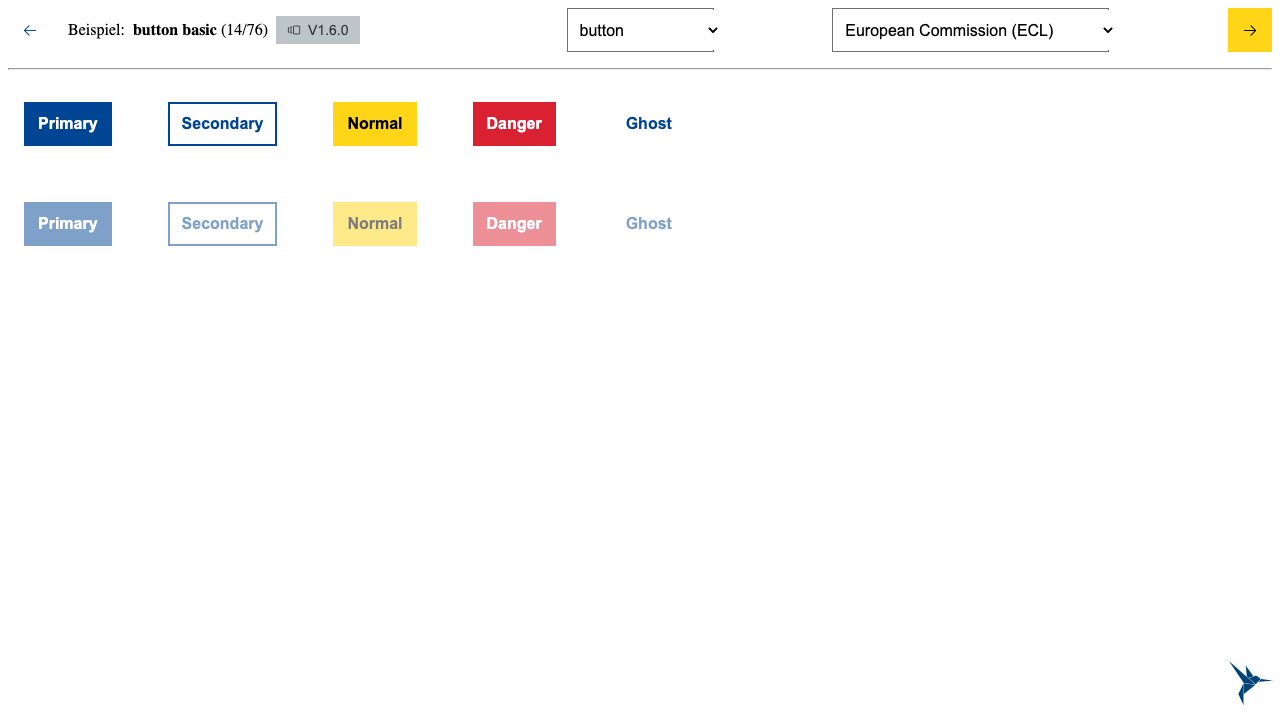 Beispiel: button basic (14/76) V1.6.0 button European Commission (ECL)
Primary Secondary Normal Danger Ghost
Primary Secondary Normal Danger Ghost